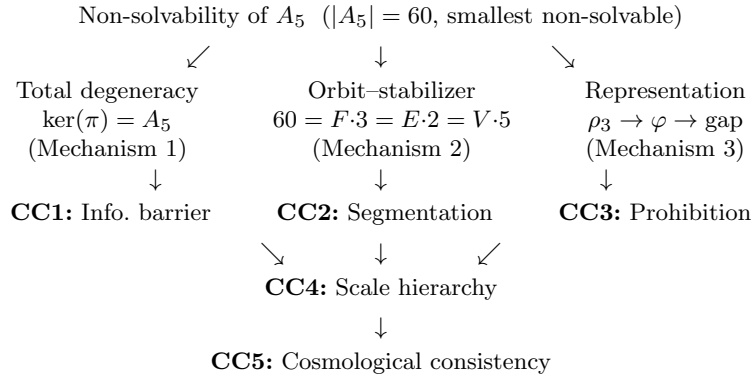 Non-solvability of A₅ (|A₅| = 60, smallest non-solvable)
↙ ↓ ↘
Total degeneracy Orbit–stabilizer Representation
ker(π) = A₅ 60 = F·3 = E·2 = V·5 ρ₃ → φ → gap
(Mechanism 1) (Mechanism 2) (Mechanism 3)
↓ ↓ ↓
CC1: Info. barrier CC2: Segmentation CC3: Prohibition
↘ ↓ ↙
CC4: Scale hierarchy
↓
CC5: Cosmological consistency